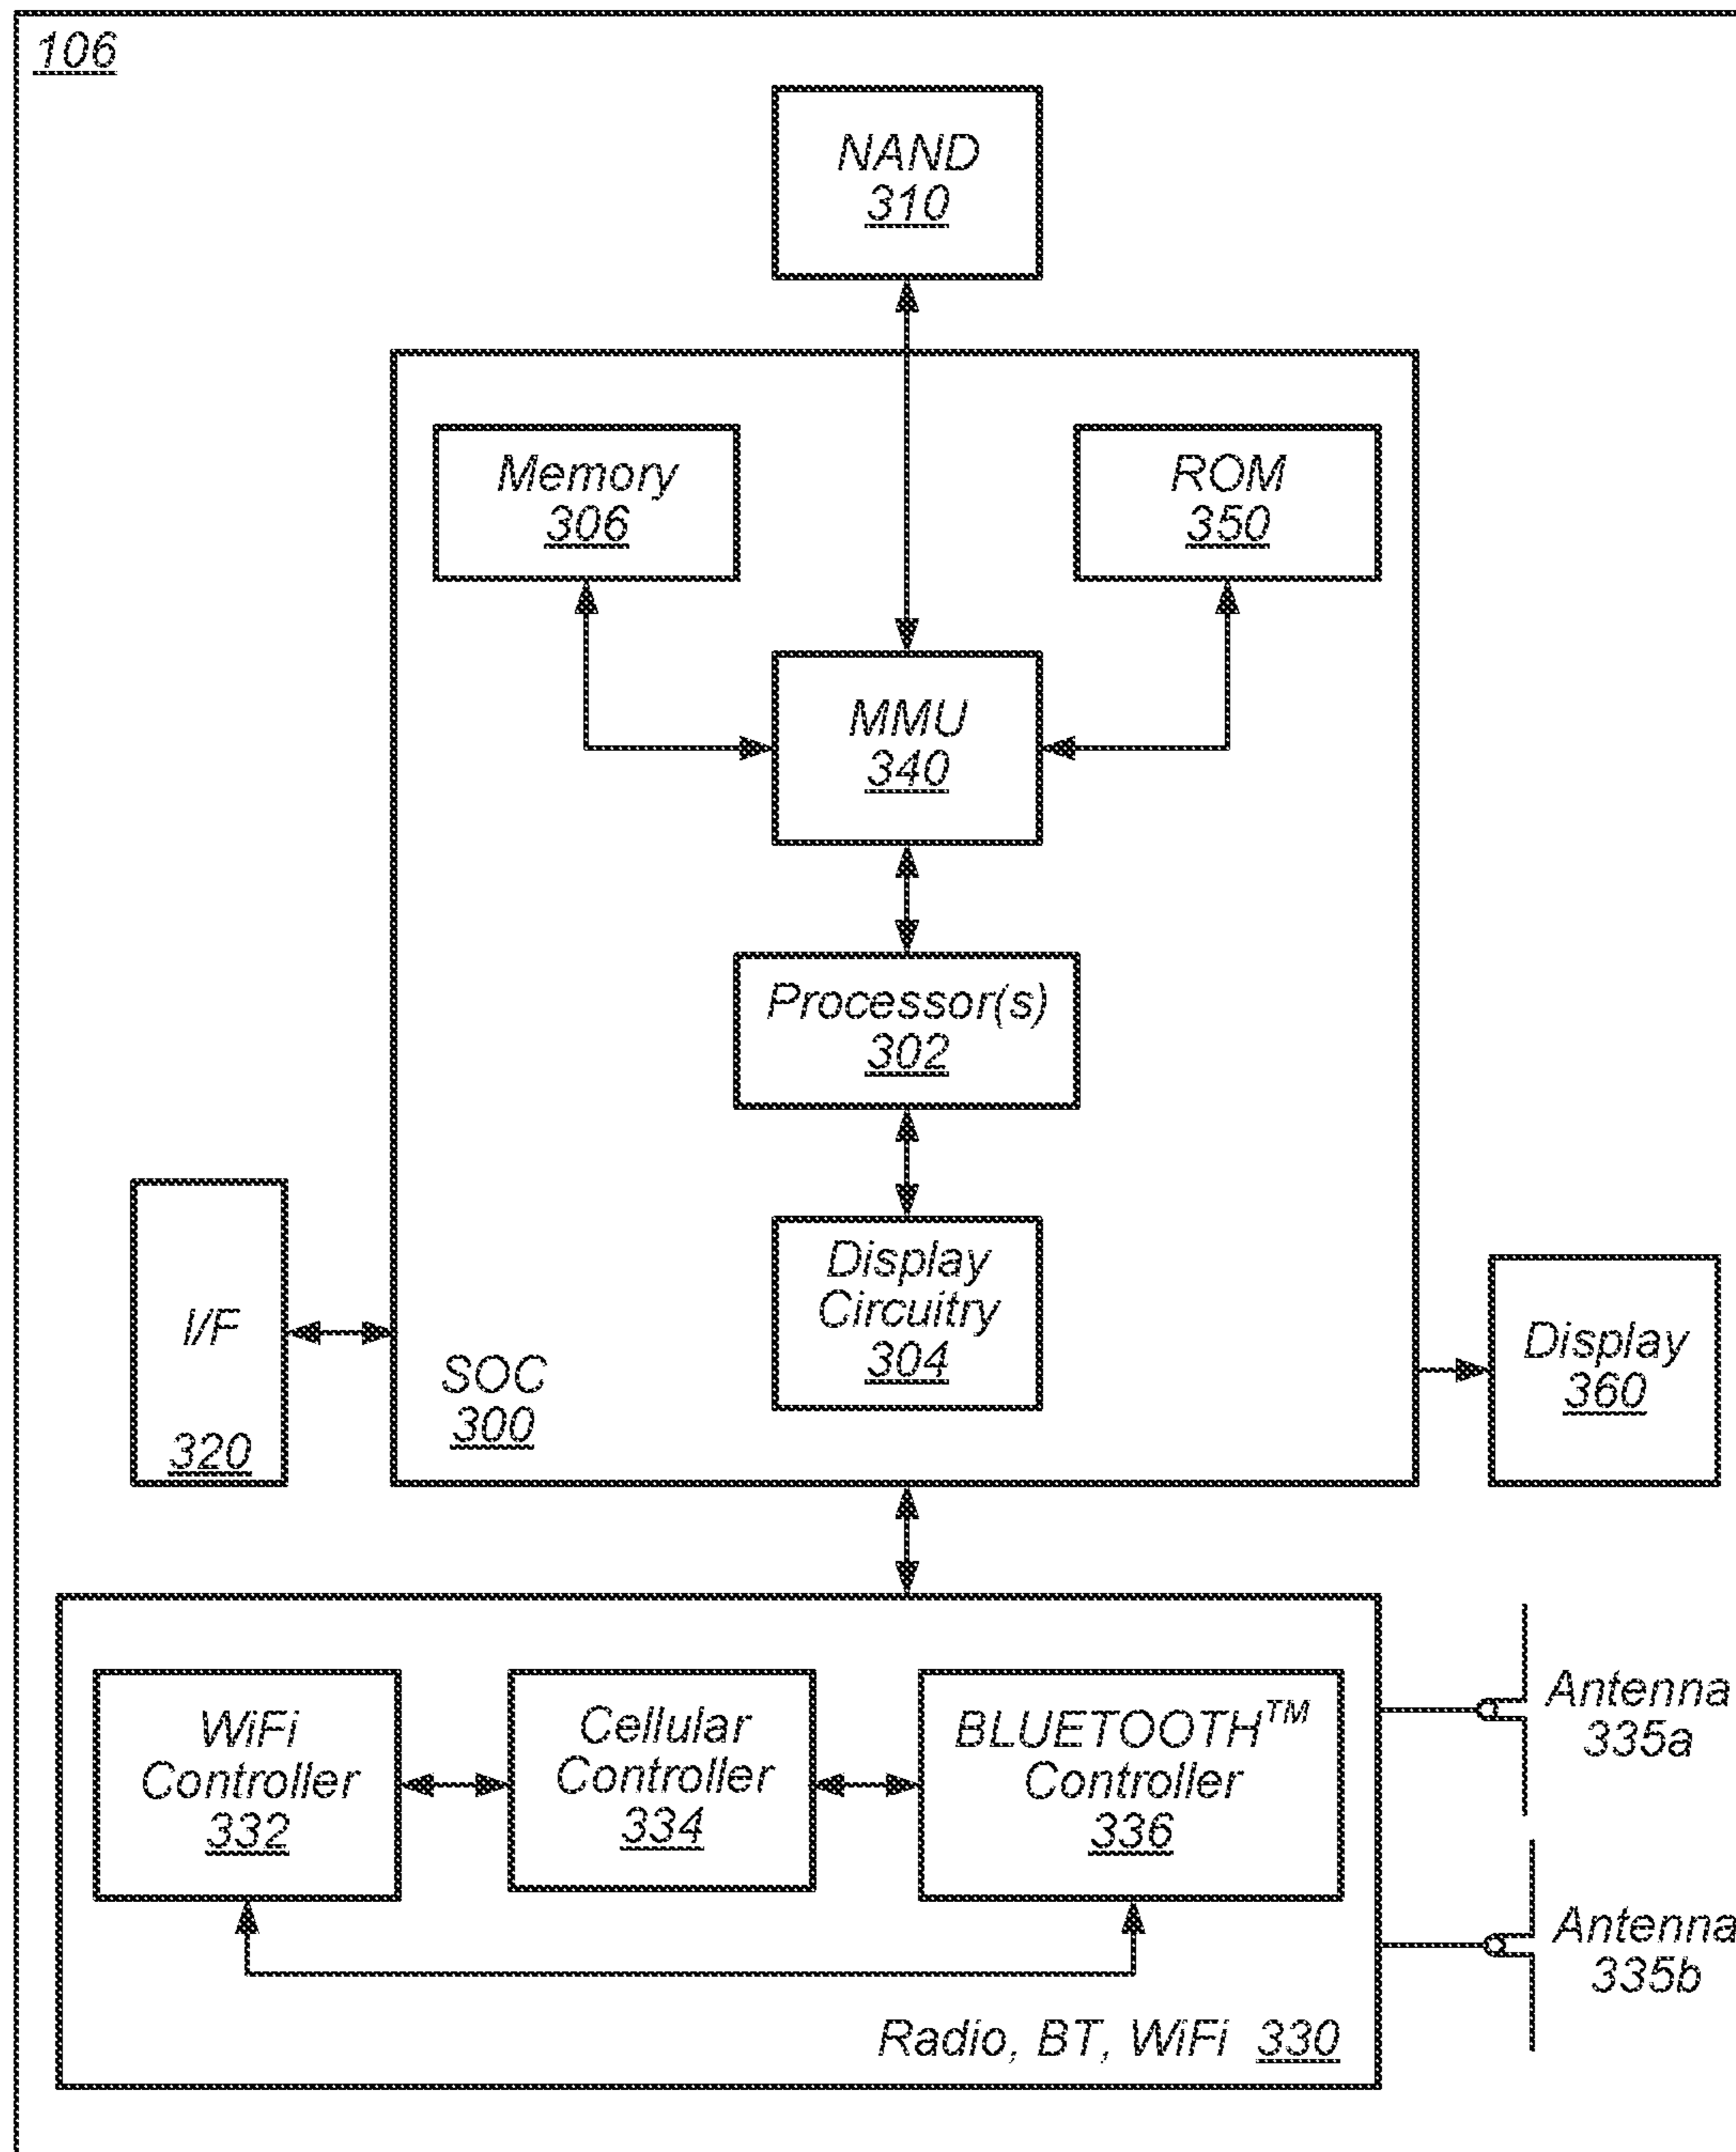 106
NAND
310
Memory
306
ROM
350
MMU
340
Processor(s)
302
Display
Circuitry
304
I/F
320
SOC
300
Display
360
WiFi
Controller
332
Cellular
Controller
334
BLUETOOTH™
Controller
336
Antenna
335a
Antenna
335b
Radio, BT, WiFi 330